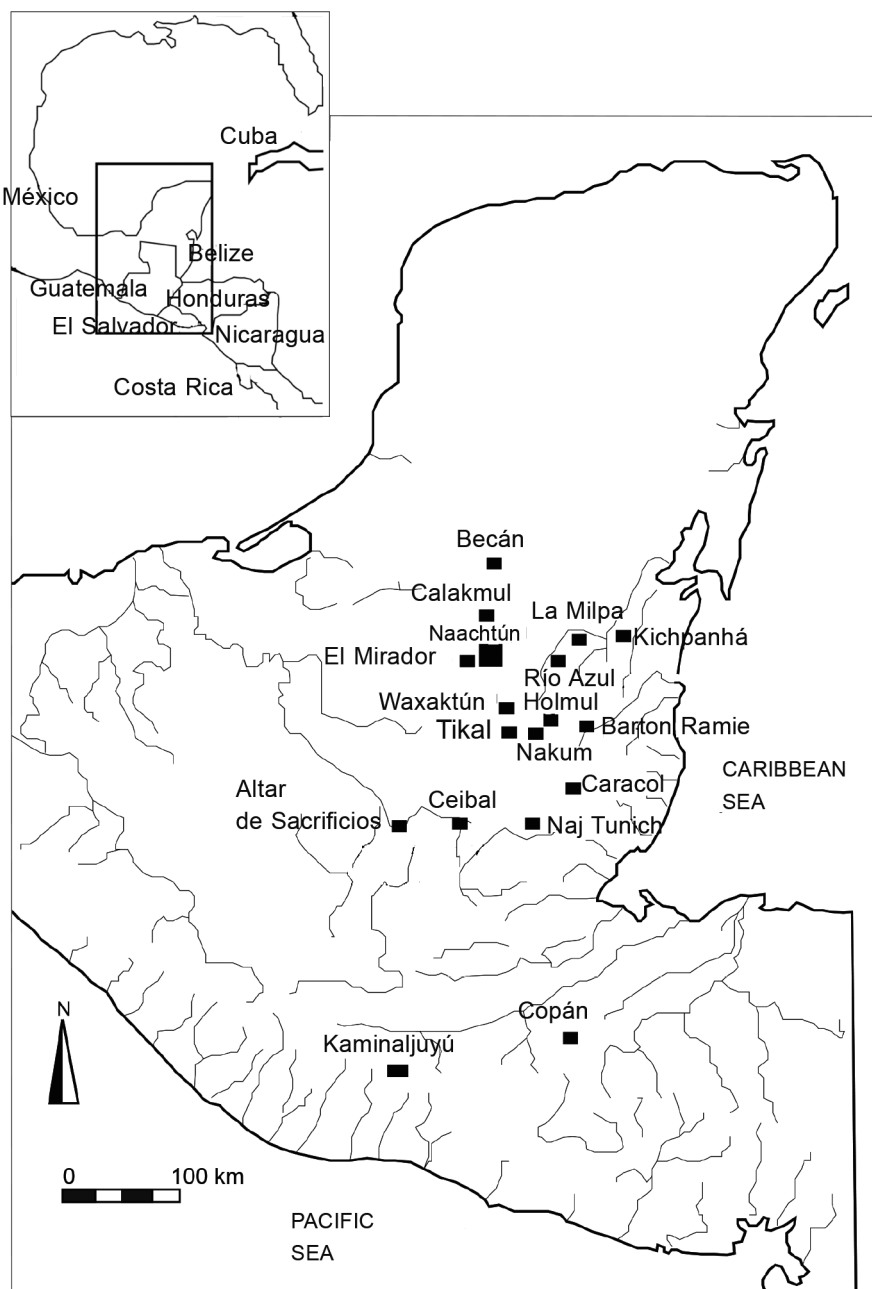 Cuba
México
Belize
Guatemala
Honduras
El Salvador
Nicaragua
Costa Rica
Becán
Calakmul
La Milpa
Naachtún
Kichpanhá
El Mirador
Río Azul
Waxaktún
Holmul
Tikal
Barton Ramie
Nakum
CARIBBEAN
SEA
Caracol
Altar
de Sacrificios
Ceibal
Naj Tunich
N
Copán
Kaminaljuyú
0 100 km
PACIFIC
SEA